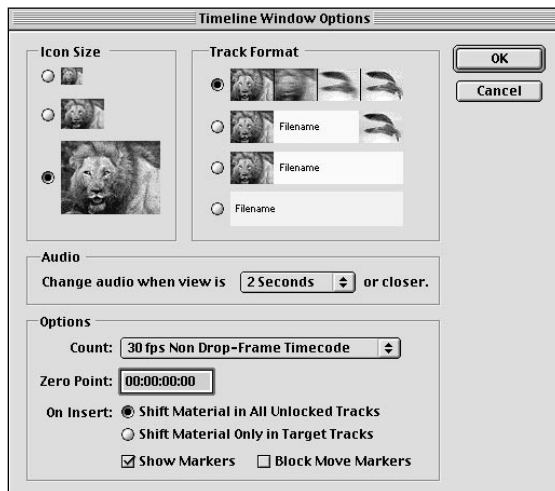 Timeline Window Options
Icon Size
Track Format
Filename
Filename
Filename
OK
Cancel
Audio
Change audio when view is 2 Seconds or closer.
Options
Count: 30 fps Non Drop-Frame Timecode
Zero Point: 00:00:00:00
On Insert: Shift Material in All Unlocked Tracks
Shift Material Only in Target Tracks
Show Markers Block Move Markers